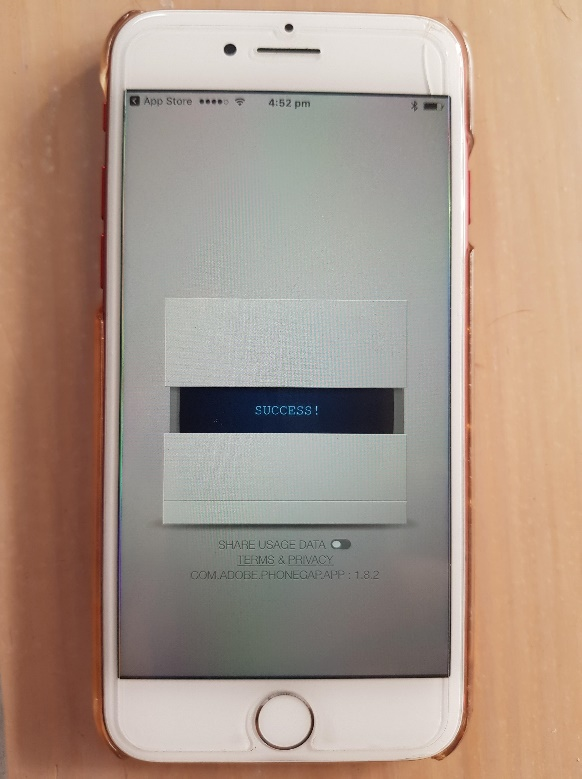 App Store 4:52 pm
SUCCESS!
SHARE USAGE DATA
TERMS & PRIVACY
COM.ADOBE.PHONEGAP.APP : 1.8.2